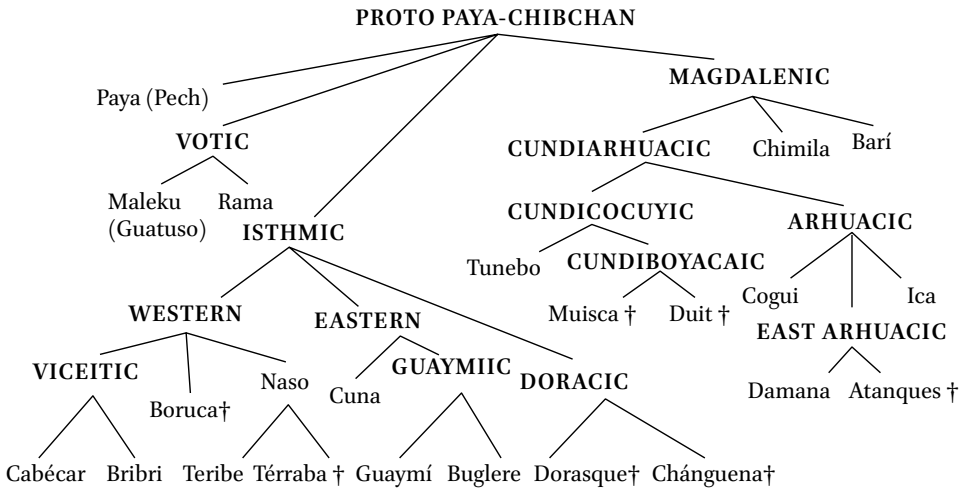 PROTO PAYA-CHIBCHAN
MAGDALENIC
Paya (Pech)
VOTIC
CUNDIARHUACIC
Chimila
Barí
Maleku
(Guatuso)
Rama
ISTHMIC
CUNDICOCUYIC
ARHUACIC
Tunebo
CUNDIBOYACAIC
Cogui
Ica
WESTERN
EASTERN
Muisca †
Duit †
EAST ARHUACIC
VICEITIC
Boruca†
Naso
Cuna
GUAYMIIC
DORACIC
Damana
Atanques †
Cabécar
Bribri
Teribe
Térraba †
Guaymí
Buglere
Dorasque†
Chánguena†